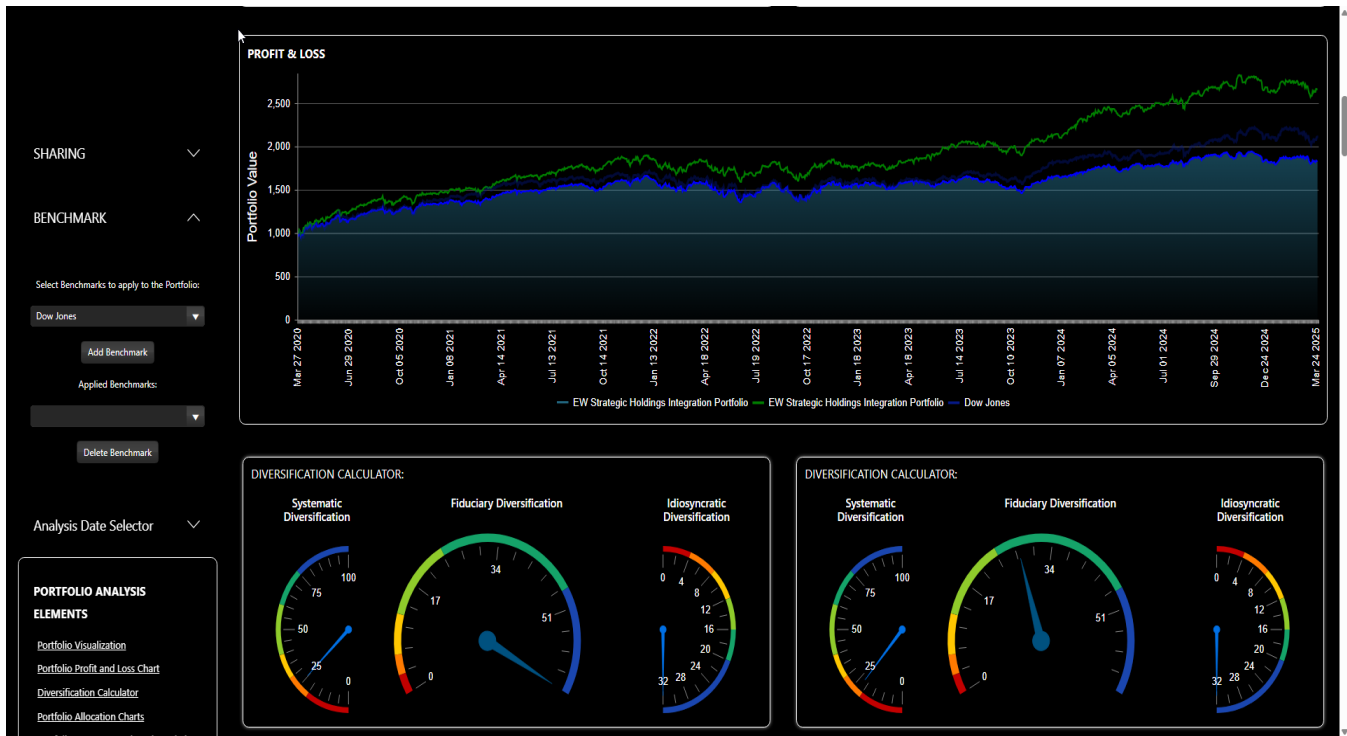 SHARING
BENCHMARK
Select Benchmarks to apply to the Portfolio:
Dow Jones
Add Benchmark
Applied Benchmarks:
Delete Benchmark
Analysis Date Selector
PORTFOLIO ANALYSIS
ELEMENTS
Portfolio Visualization
Portfolio Profit and Loss Chart
Diversification Calculator
Portfolio Allocation Charts
PROFIT & LOSS
Portfolio Value
2,500
2,000
1,500
1,000
500
0
Mar 27 2020
Jun 29 2020
Oct 05 2020
Jan 08 2021
Apr 14 2021
Jul 13 2021
Oct 14 2021
Jan 13 2022
Apr 18 2022
Jul 19 2022
Oct 17 2022
Jan 18 2023
Apr 18 2023
Jul 14 2023
Oct 10 2023
Jan 07 2024
Apr 05 2024
Jul 01 2024
Sep 29 2024
Dec 24 2024
Mar 24 2025
EW Strategic Holdings Integration Portfolio
EW Strategic Holdings Integration Portfolio
Dow Jones
DIVERSIFICATION CALCULATOR:
Systematic
Diversification
100
75
50
25
0
Fiduciary Diversification
0
17
34
51
Idiosyncratic
Diversification
0
4
8
12
16
20
24
28
32
DIVERSIFICATION CALCULATOR:
Systematic
Diversification
100
75
50
25
0
Fiduciary Diversification
0
17
34
51
Idiosyncratic
Diversification
0
4
8
12
16
20
24
28
32